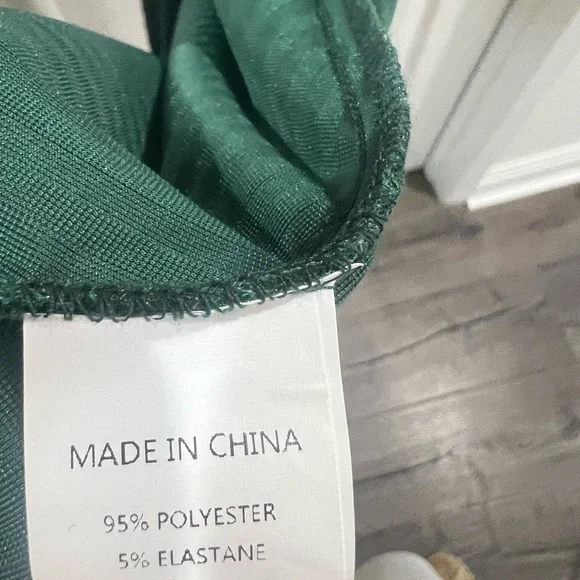 MADE IN CHINA
95% POLYESTER
5% ELASTANE